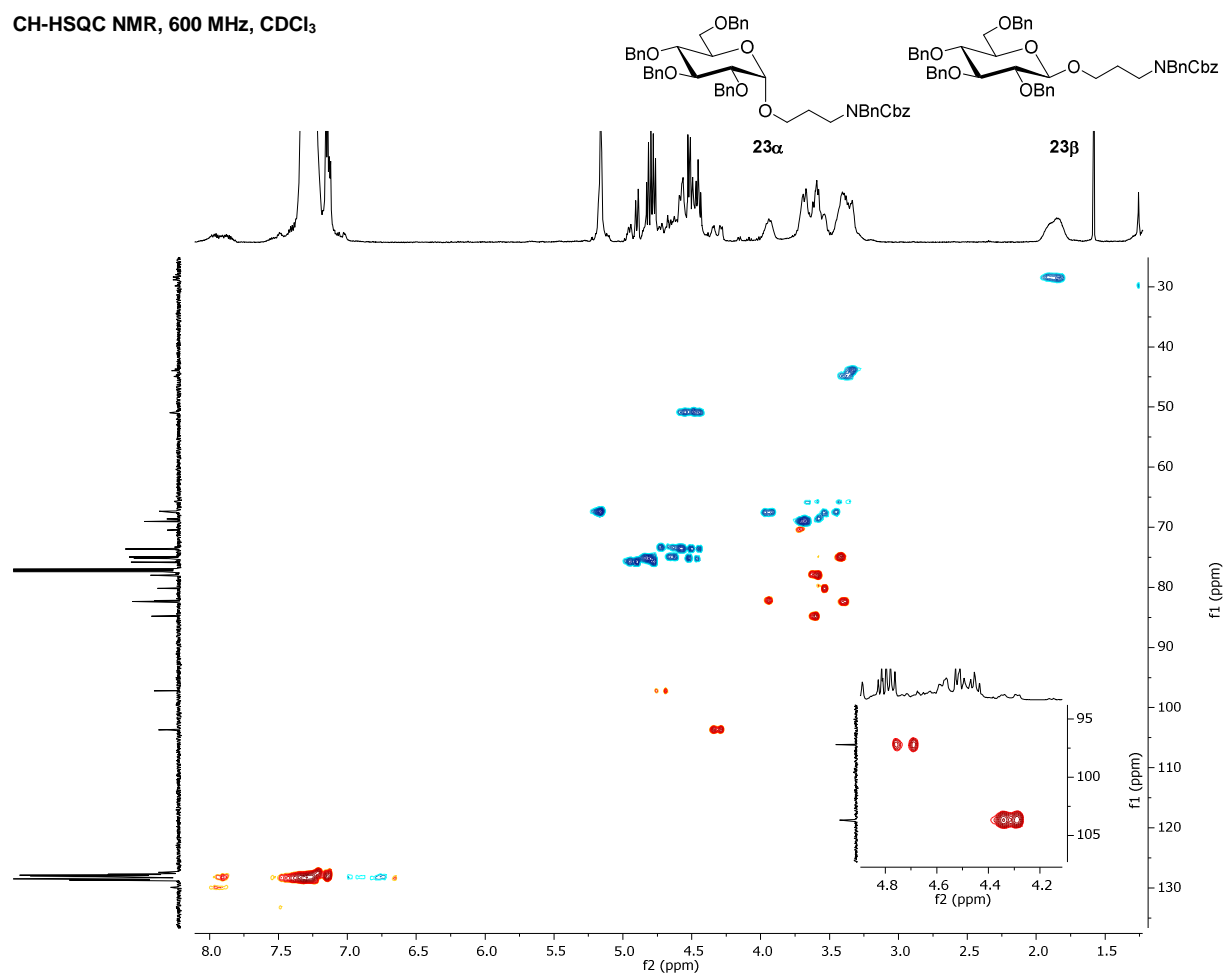 CH-HSQC NMR, 600 MHz, CDCl₃
OBn
BnO
O
BnO
BnO
O
NBnCbz
23α
OBn
BnO
O
BnO
O
NBnCbz
OBn
23β
30
40
50
60
70
80
90
100
110
120
130
f1 (ppm)
95
100
105
f1 (ppm)
4.8 4.6 4.4 4.2
f2 (ppm)
8.0 7.5 7.0 6.5 6.0 5.5 5.0 4.5 4.0 3.5 3.0 2.5 2.0 1.5
f2 (ppm)